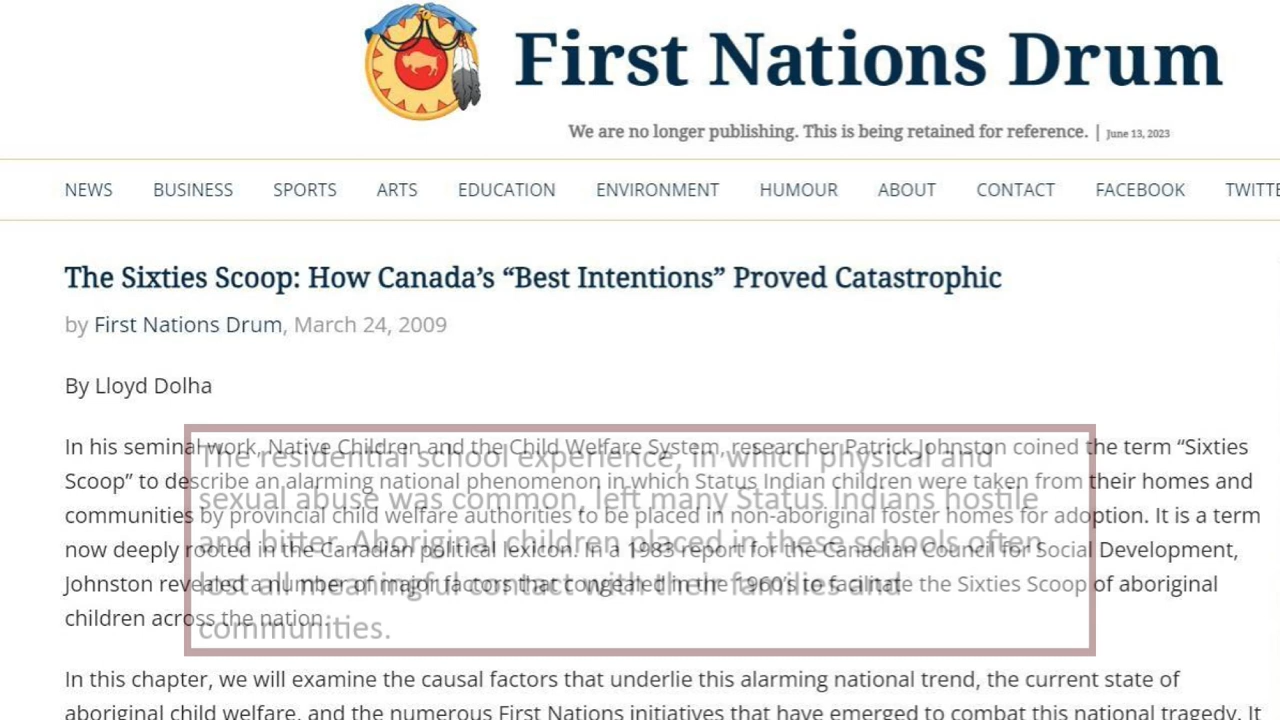 First Nations Drum
We are no longer publishing. This is being retained for reference. | June 13, 2023
NEWS BUSINESS SPORTS ARTS EDUCATION ENVIRONMENT HUMOUR ABOUT CONTACT FACEBOOK TWITTE
The Sixties Scoop: How Canada's “Best Intentions” Proved Catastrophic
by First Nations Drum, March 24, 2009
By Lloyd Dolha
In his seminal work, Native Children and the Child Welfare System, researcher Patrick Johnston coined the term “Sixties
Scoop” to describe an alarming national phenomenon in which Status Indian children were taken from their homes and
communities by provincial child welfare authorities to be placed in non-aboriginal foster homes for adoption. It is a term
now deeply rooted in the Canadian political lexicon. In a 1983 report for the Canadian Council for Social Development,
Johnston revealed a number of major factors that congealed in the 1960's to facilitate the Sixties Scoop of aboriginal
children across the nation.
The residential school experience, in which physical and
sexual abuse was common, left many Status Indians hostile
and bitter. Aboriginal children placed in these schools often
lost all meaningful contact with their families and
communities.
In this chapter, we will examine the causal factors that underlie this alarming national trend, the current state of
aboriginal child welfare, and the numerous First Nations initiatives that have emerged to combat this national tragedy. It